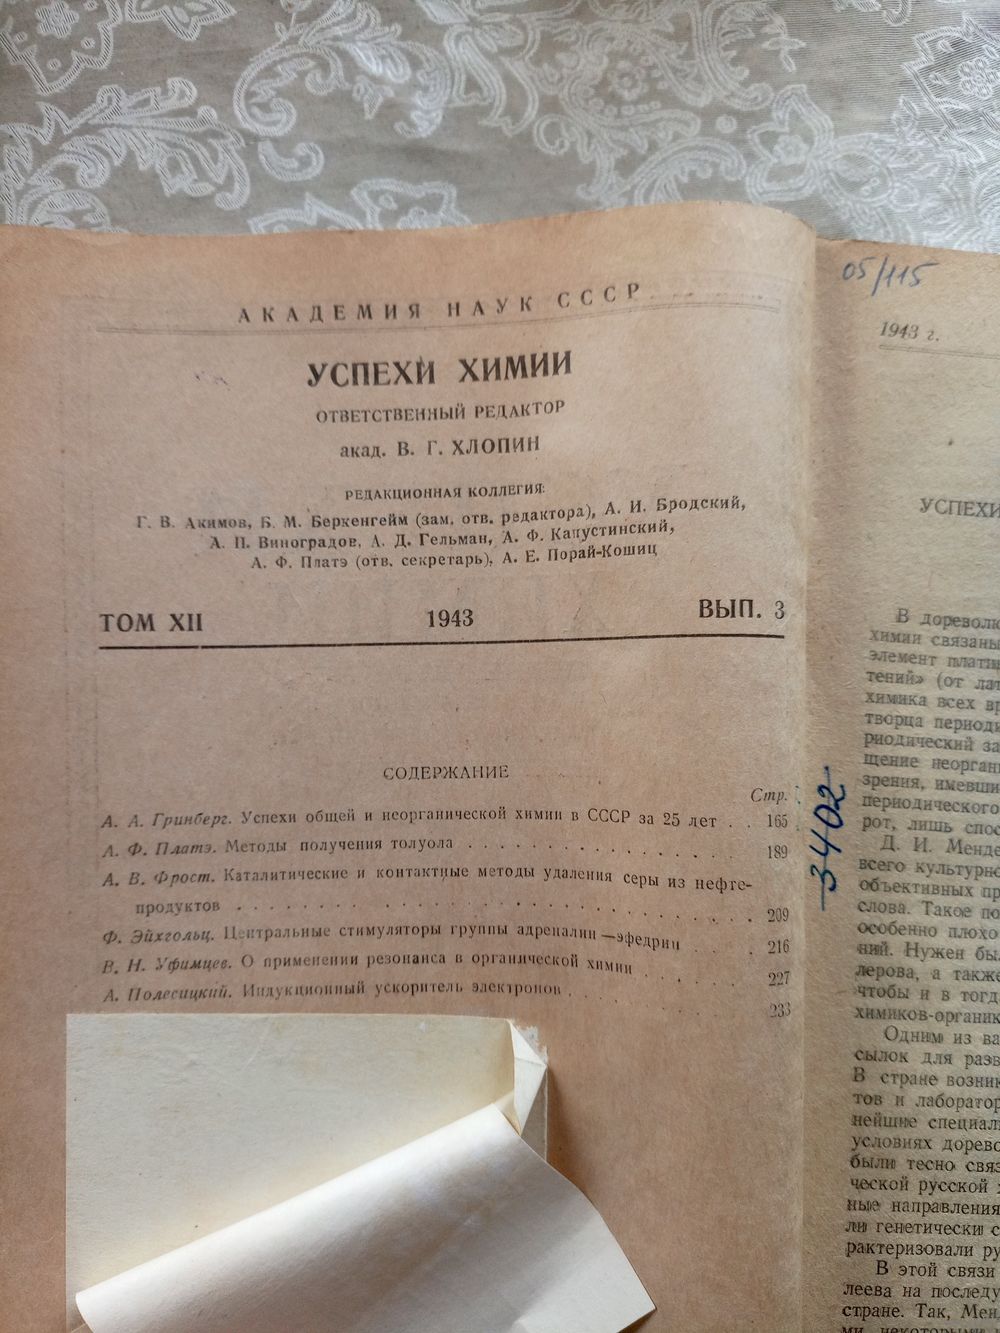 АКАДЕМИЯ НАУК СССР
УСПЕХИ ХИМИИ
ОТВЕТСТВЕННЫЙ РЕДАКТОР
акад. В. Г. ХЛОПИН
РЕДАКЦИОННАЯ КОЛЛЕГИЯ:
Г. В. Акимов, Б. М. Беркенгейм (зам. отв. редактора), А. И. Бродский,
А. П. Виноградов, А. Д. Гельман, А. Ф. Капустинский,
А. Ф. Платэ (отв. секретарь), А. Е. Порай-Кошиц
ТОМ XII 1943 ВЫП. 3
СОДЕРЖАНИЕ
Стр.
А. А. Гринберг. Успехи общей и неорганической химии в СССР за 25 лет . . 165
А. Ф. Платэ. Методы получения толуола . . . . . . . . . . . . . . . . 189
А. В. Фрост. Каталитические и контактные методы удаления серы из нефте-
продуктов . . . . . . . . . . . . . . . . . . . . . . . . 209
Ф. Эйхгольц. Центральные стимуляторы группы адреналин—эфедрин . . . . 216
В. Н. Уфимцев. О применении резонанса в органической химии . . . . . 227
А. Полесицкий. Индукционный ускоритель электронов . . . . . . . . 233
05/115
1943 г.
УСПЕХИ
3402
В дореволю
химии связаны
элемент плати
тений» (от лат
химика всех вр
творца периоди
риодический за
щение неорган
зрения, имевши
периодического
рот, лишь спос
Д. И. Менде
всего культурно
объективных пр
слова. Такое по
особенно плохо
ний. Нужен бы
лерова, а также
чтобы и в тогд
химиков-органик
Одним из ва
сылок для разв
В стране возник
тов и лаборатор
нейшие специал
условиях дорево
были тесно связ
ческой русской
ные направления
ли генетически с
рактеризовали ру
В этой связи
леева на последу
стране. Так, Мен
ми некоторыми